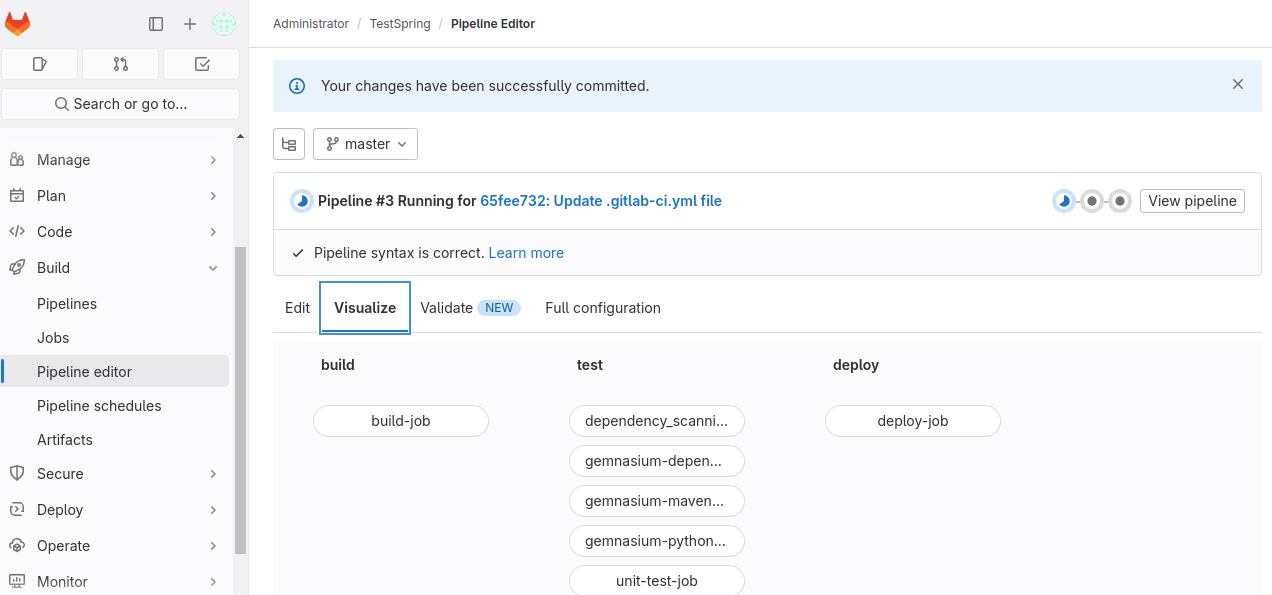 Administrator / TestSpring / Pipeline Editor
Your changes have been successfully committed.
Search or go to...
master
Manage
Plan
Code
Build
Pipelines
Jobs
Pipeline editor
Pipeline schedules
Artifacts
Secure
Deploy
Operate
Monitor
Pipeline #3 Running for 65fee732: Update .gitlab-ci.yml file
View pipeline
Pipeline syntax is correct. Learn more
Edit Visualize Validate NEW Full configuration
build test deploy
build-job dependency_scanni... deploy-job
gemnasium-depen...
gemnasium-maven...
gemnasium-python...
unit-test-job